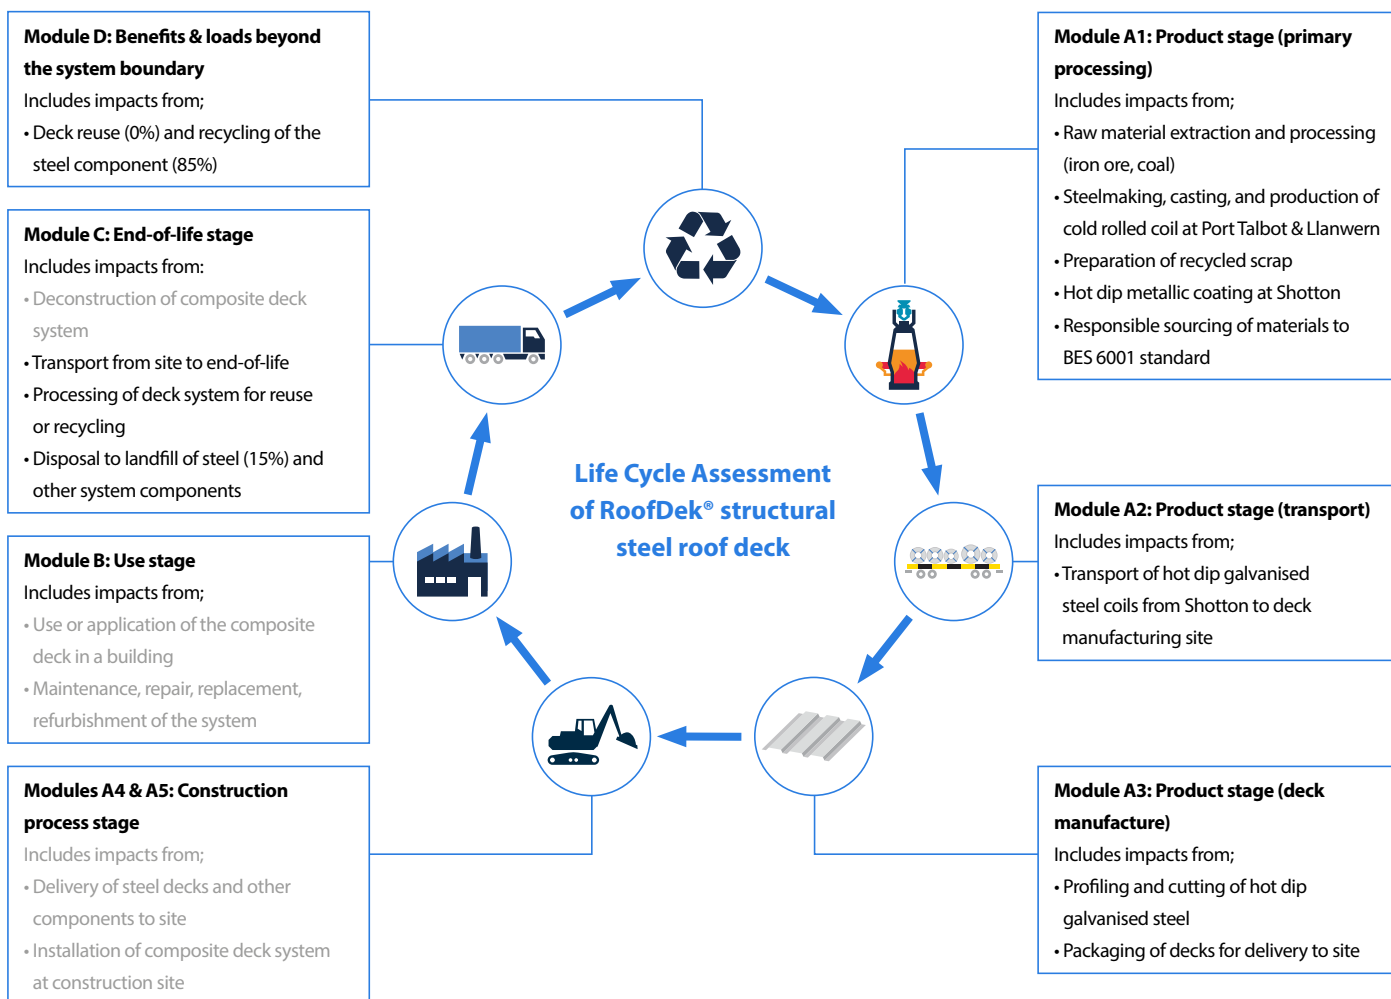 Module D: Benefits & loads beyond
the system boundary
Includes impacts from;
• Deck reuse (0%) and recycling of the
steel component (85%)
Module C: End-of-life stage
Includes impacts from:
• Deconstruction of composite deck
system
• Transport from site to end-of-life
• Processing of deck system for reuse
or recycling
• Disposal to landfill of steel (15%) and
other system components
Module B: Use stage
Includes impacts from;
• Use or application of the composite
deck in a building
• Maintenance, repair, replacement,
refurbishment of the system
Modules A4 & A5: Construction
process stage
Includes impacts from;
• Delivery of steel decks and other
components to site
• Installation of composite deck system
at construction site
Life Cycle Assessment
of RoofDek® structural
steel roof deck
Module A1: Product stage (primary
processing)
Includes impacts from;
• Raw material extraction and processing
(iron ore, coal)
• Steelmaking, casting, and production of
cold rolled coil at Port Talbot & Llanwern
• Preparation of recycled scrap
• Hot dip metallic coating at Shotton
• Responsible sourcing of materials to
BES 6001 standard
Module A2: Product stage (transport)
Includes impacts from;
• Transport of hot dip galvanised
steel coils from Shotton to deck
manufacturing site
Module A3: Product stage (deck
manufacture)
Includes impacts from;
• Profiling and cutting of hot dip
galvanised steel
• Packaging of decks for delivery to site